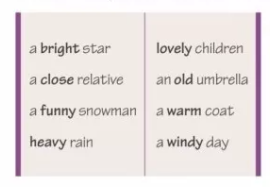 a bright star
a close relative
a funny snowman
heavy rain
lovely children
an old umbrella
a warm coat
a windy day